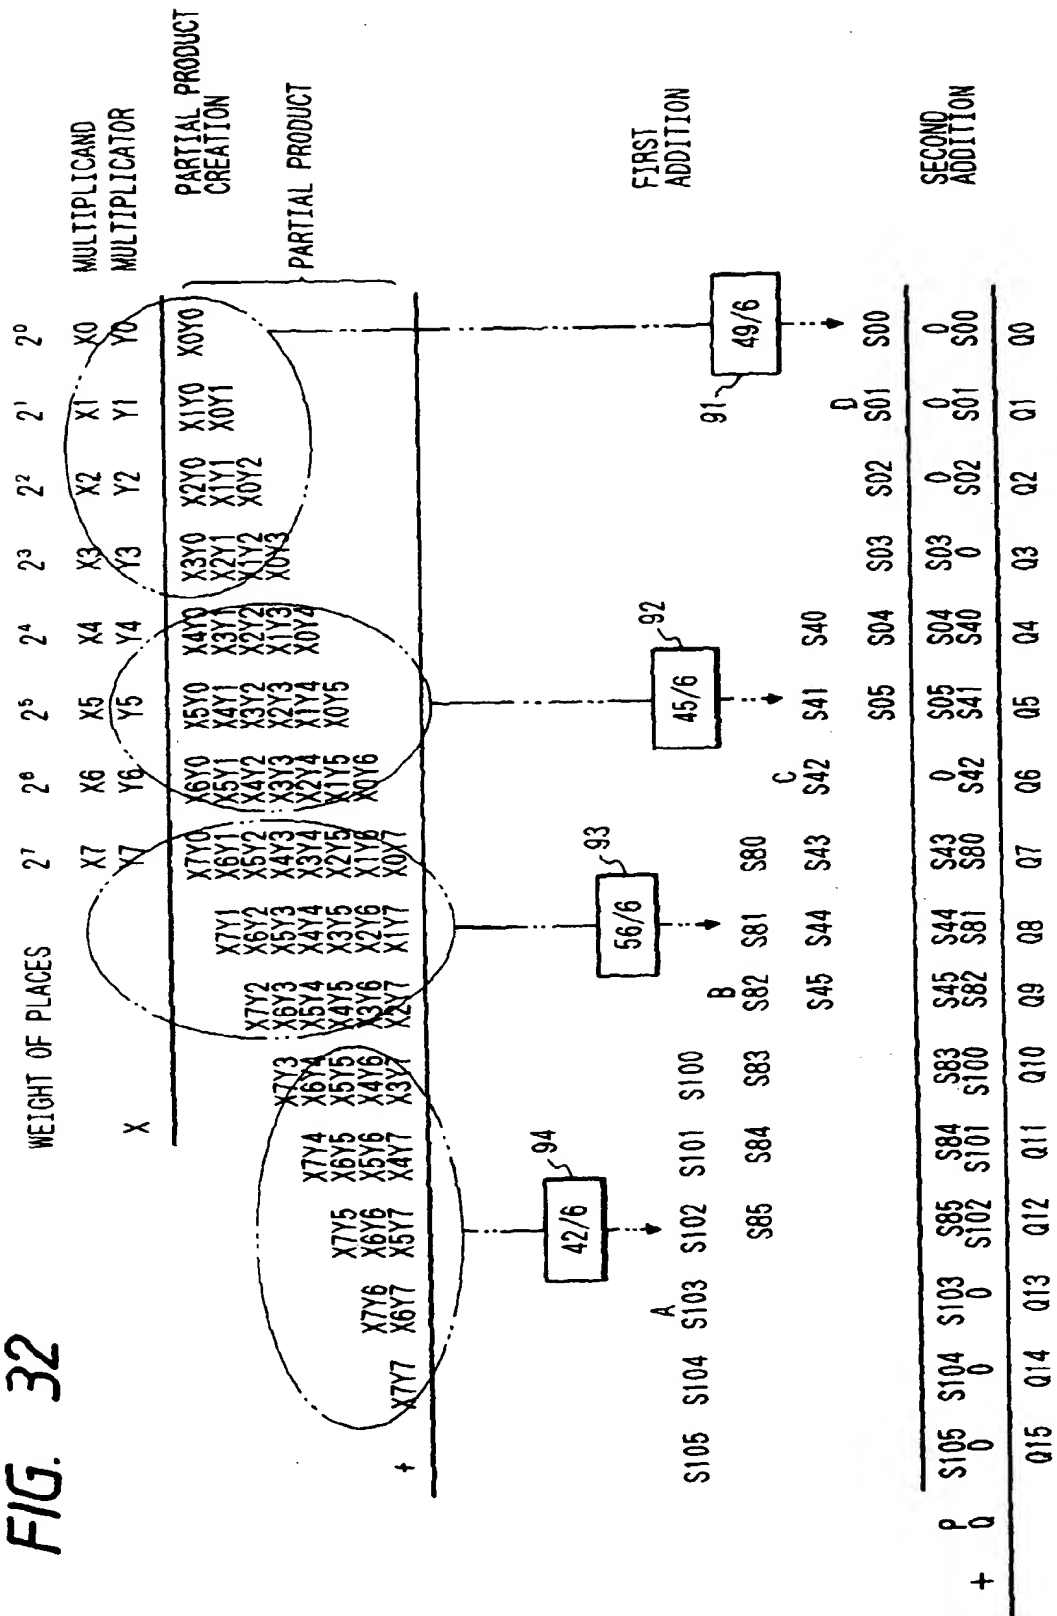 FIG. 32
WEIGHT OF PLACES 2⁷ 2⁶ 2⁵ 2⁴ 2³ 2² 2¹ 2⁰
X7 X6 X5 X4 X3 X2 X1 X0 MULTIPLICAND
X Y7 Y6 Y5 Y4 Y3 Y2 Y1 Y0 MULTIPLICATOR
PARTIAL PRODUCT
CREATION
X7Y0 X6Y0 X5Y0 X4Y0 X3Y0 X2Y0 X1Y0 X0Y0
X7Y1 X6Y1 X5Y1 X4Y1 X3Y1 X2Y1 X1Y1 X0Y1
X7Y2 X6Y2 X5Y2 X4Y2 X3Y2 X2Y2 X1Y2 X0Y2
X7Y3 X6Y3 X5Y3 X4Y3 X3Y3 X2Y3 X1Y3 X0Y3
X7Y4 X6Y4 X5Y4 X4Y4 X3Y4 X2Y4 X1Y4 X0Y4
X7Y5 X6Y5 X5Y5 X4Y5 X3Y5 X2Y5 X1Y5 X0Y5
X7Y6 X6Y6 X5Y6 X4Y6 X3Y6 X2Y6 X1Y6 X0Y6
+ X7Y7 X6Y7 X5Y7 X4Y7 X3Y7 X2Y7 X1Y7 X0Y7
PARTIAL PRODUCT
94 42/6
93 56/6
92 45/6
91 49/6
FIRST
ADDITION
A
S105 S104 S103 S102 S101 S100
B
S85 S84 S83 S82 S81 S80
C
S45 S44 S43 S42 S41 S40
D
S05 S04 S03 S02 S01 S00
SECOND
ADDITION
P S105 S104 S103 S85 S84 S83 S45 S44 S43 0 S05 S04 S03 0 0 0
+ Q 0 0 0 S102 S101 S100 S82 S81 S80 S42 S41 S40 0 S02 S01 S00
Q15 Q14 Q13 Q12 Q11 Q10 Q9 Q8 Q7 Q6 Q5 Q4 Q3 Q2 Q1 Q0